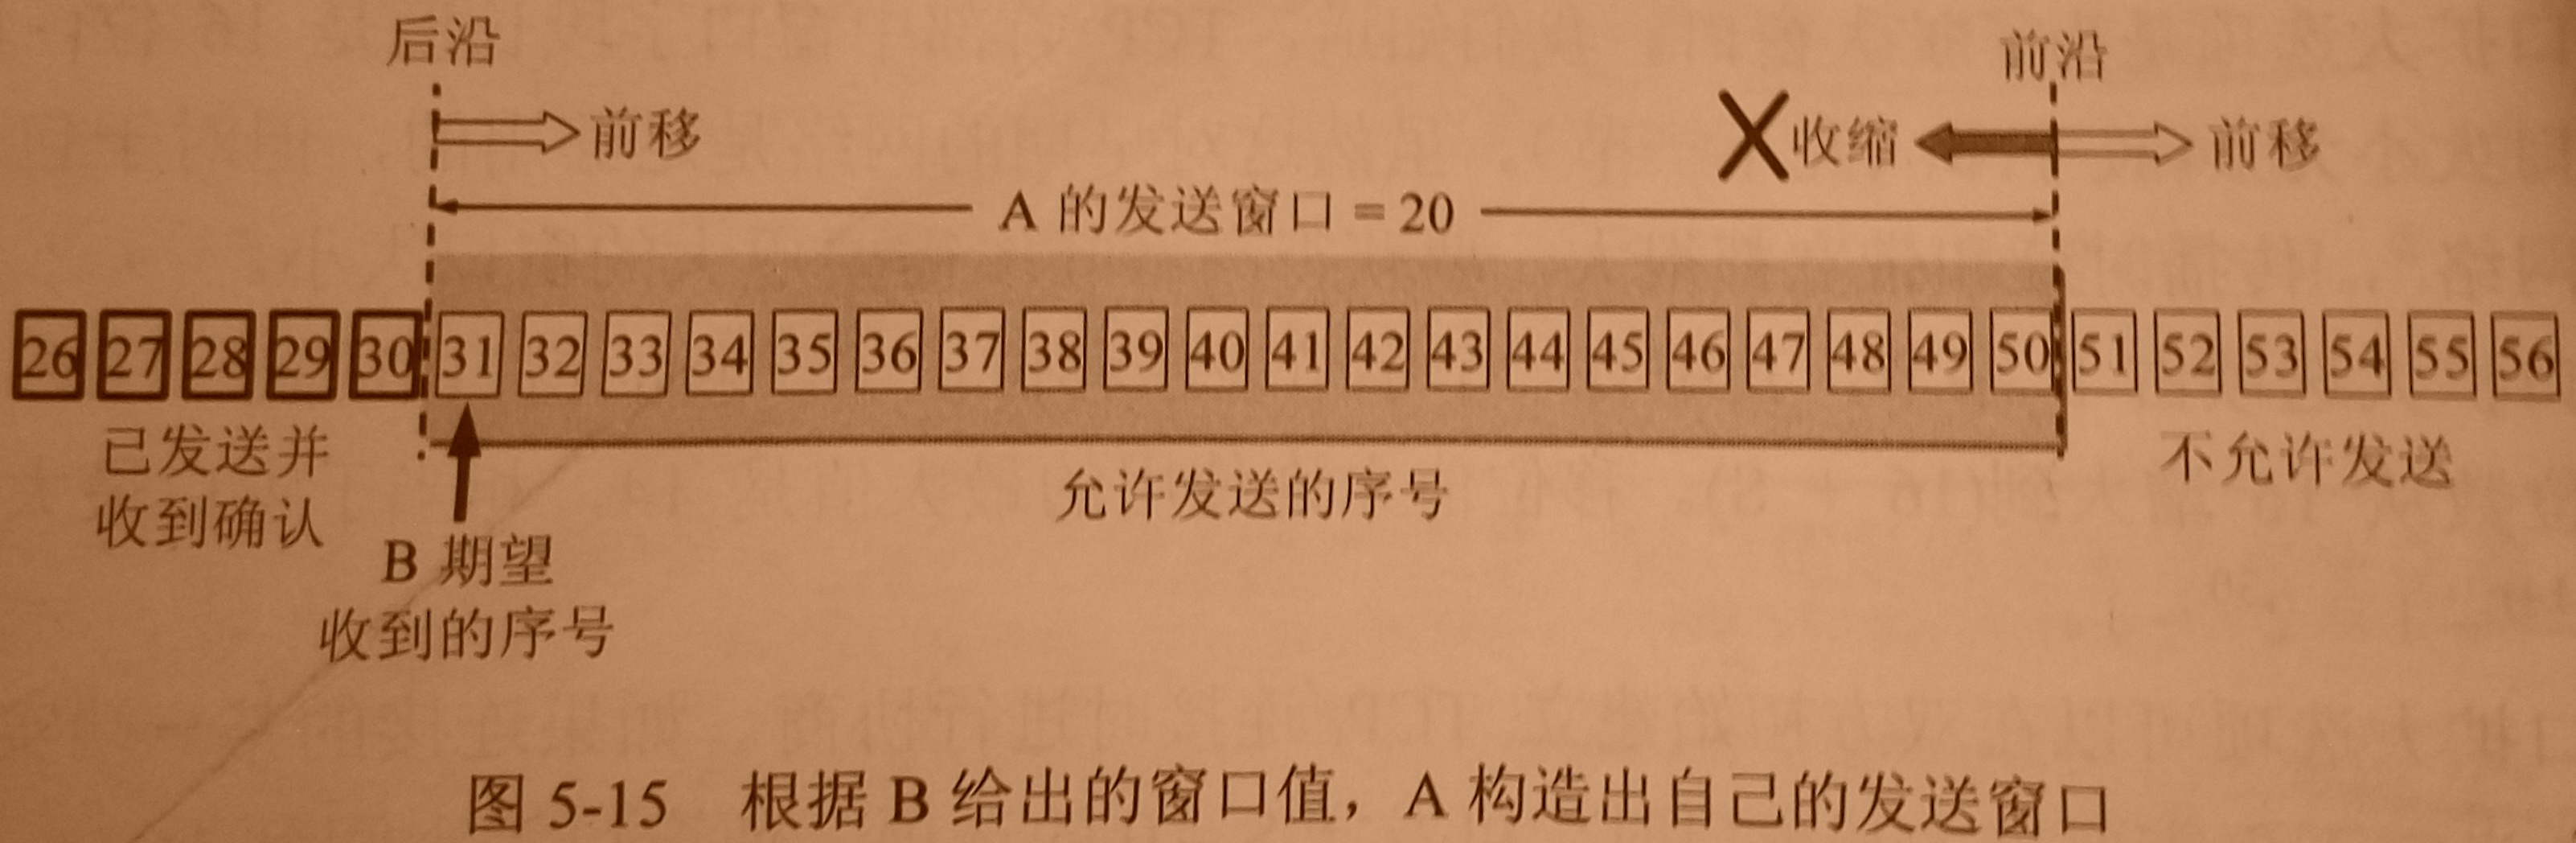 后沿
前沿
前移
收缩
前移
A 的发送窗口 = 20
26 27 28 29 30 31 32 33 34 35 36 37 38 39 40 41 42 43 44 45 46 47 48 49 50 51 52 53 54 55 56
已发送并
收到确认
B 期望
收到的序号
允许发送的序号
不允许发送
图 5-15 根据 B 给出的窗口值，A 构造出自己的发送窗口